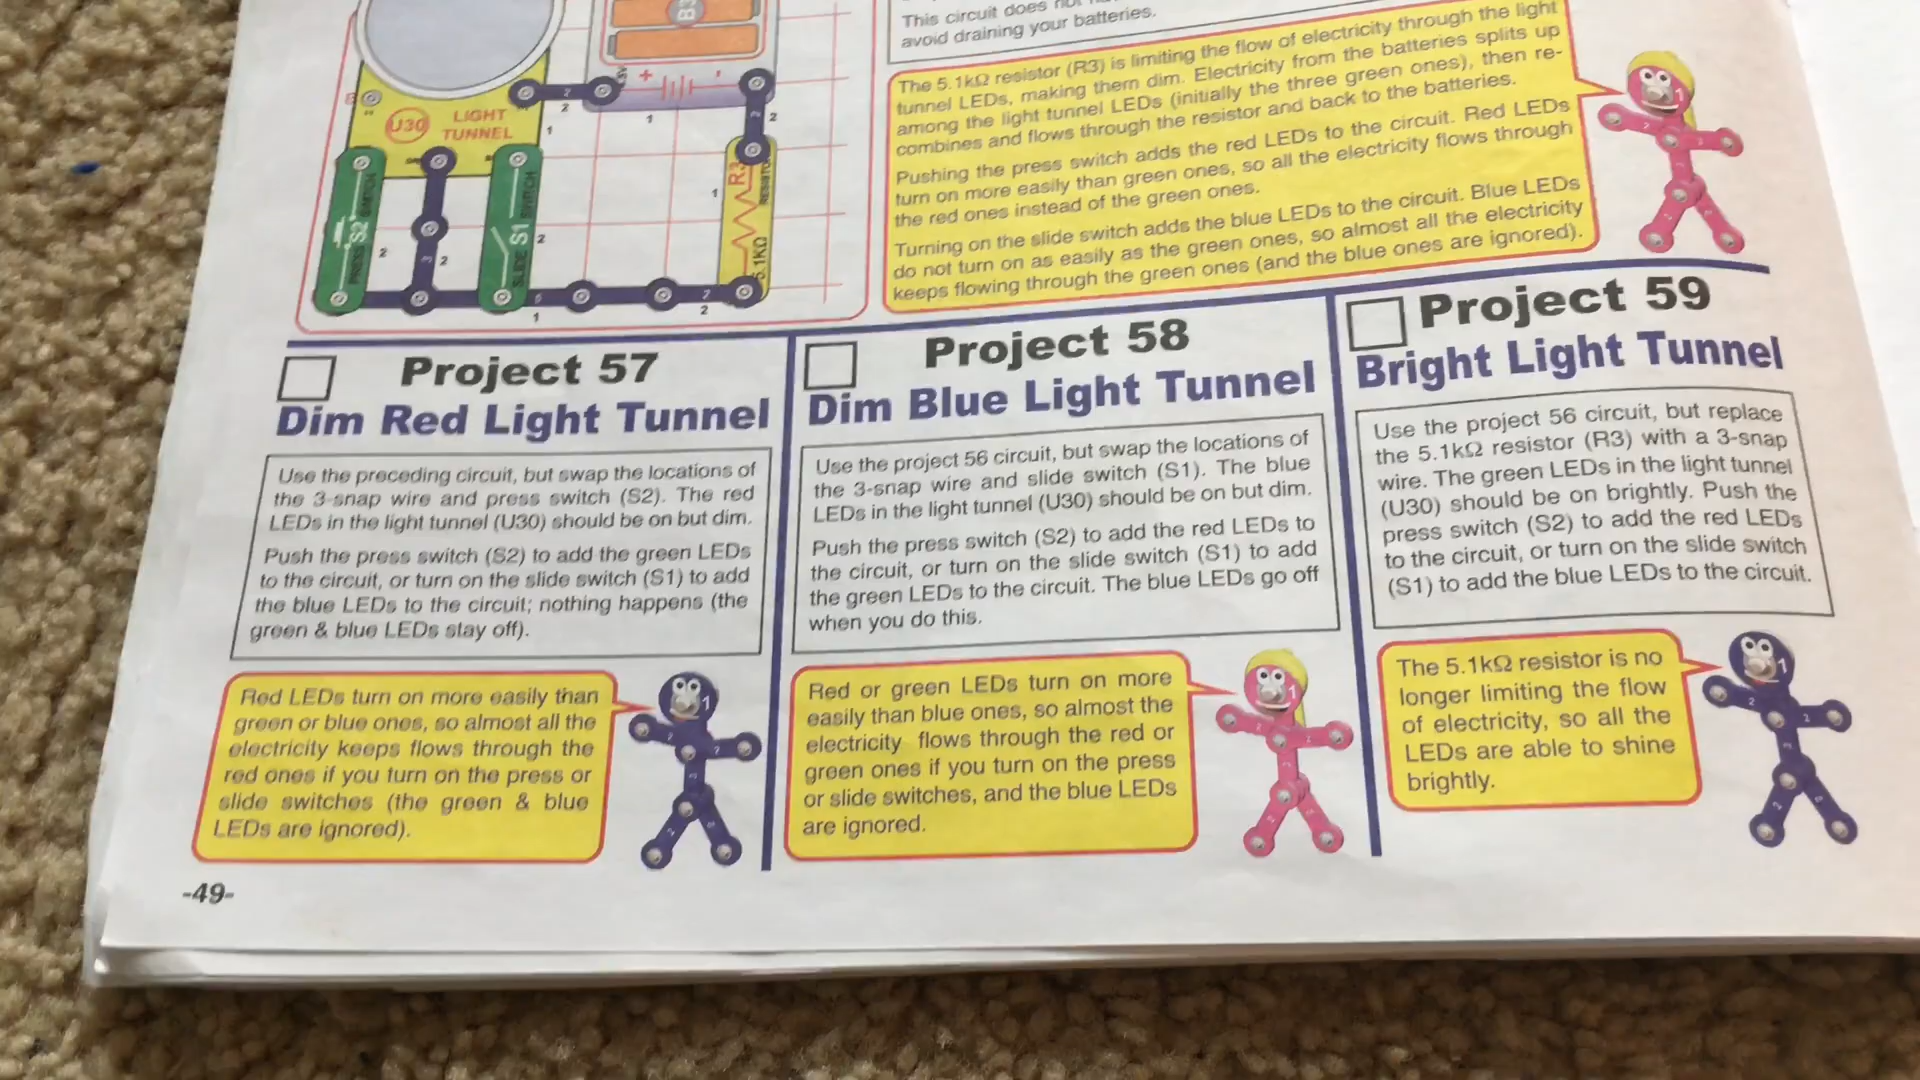 This circuit does
avoid draining your batteries.
The 5.1kΩ resistor (R3) is limiting the flow of electricity through the light
tunnel LEDs, making them dim. Electricity from the batteries splits up
among the light tunnel LEDs (initially the three green ones), then re-
combines and flows through the resistor and back to the batteries.
Pushing the press switch adds the red LEDs to the circuit. Red LEDs
turn on more easily than green ones, so all the electricity flows through
the red ones instead of the green ones.
Turning on the slide switch adds the blue LEDs to the circuit. Blue LEDs
do not turn on as easily as the green ones, so almost all the electricity
keeps flowing through the green ones (and the blue ones are ignored).
U30 LIGHT
TUNNEL
PRESS S2 SWITCH
SLIDE S1 SWITCH
R3
RESISTOR
5.1KΩ
Project 57
Dim Red Light Tunnel
Use the preceding circuit, but swap the locations of
the 3-snap wire and press switch (S2). The red
LEDs in the light tunnel (U30) should be on but dim.
Push the press switch (S2) to add the green LEDs
to the circuit, or turn on the slide switch (S1) to add
the blue LEDs to the circuit; nothing happens (the
green & blue LEDs stay off).
Red LEDs turn on more easily than
green or blue ones, so almost all the
electricity keeps flows through the
red ones if you turn on the press or
slide switches (the green & blue
LEDs are ignored).
Project 58
Dim Blue Light Tunnel
Use the project 56 circuit, but swap the locations of
the 3-snap wire and slide switch (S1). The blue
LEDs in the light tunnel (U30) should be on but dim.
Push the press switch (S2) to add the red LEDs to
the circuit, or turn on the slide switch (S1) to add
the green LEDs to the circuit. The blue LEDs go off
when you do this.
Red or green LEDs turn on more
easily than blue ones, so almost the
electricity flows through the red or
green ones if you turn on the press
or slide switches, and the blue LEDs
are ignored.
Project 59
Bright Light Tunnel
Use the project 56 circuit, but replace
the 5.1kΩ resistor (R3) with a 3-snap
wire. The green LEDs in the light tunnel
(U30) should be on brightly. Push the
press switch (S2) to add the red LEDs
to the circuit, or turn on the slide switch
(S1) to add the blue LEDs to the circuit.
The 5.1kΩ resistor is no
longer limiting the flow
of electricity, so all the
LEDs are able to shine
brightly.
-49-